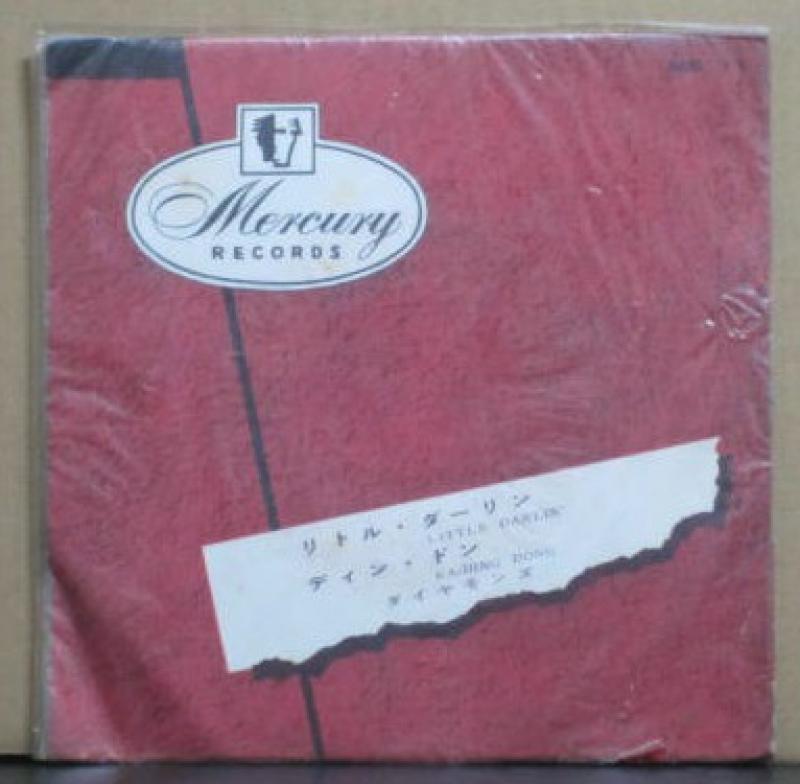 Mercury
RECORDS
リトル・ダーリン
LITTLE DARLIN'
ディン・ドン
KA-DING DONG
ダイヤモンズ